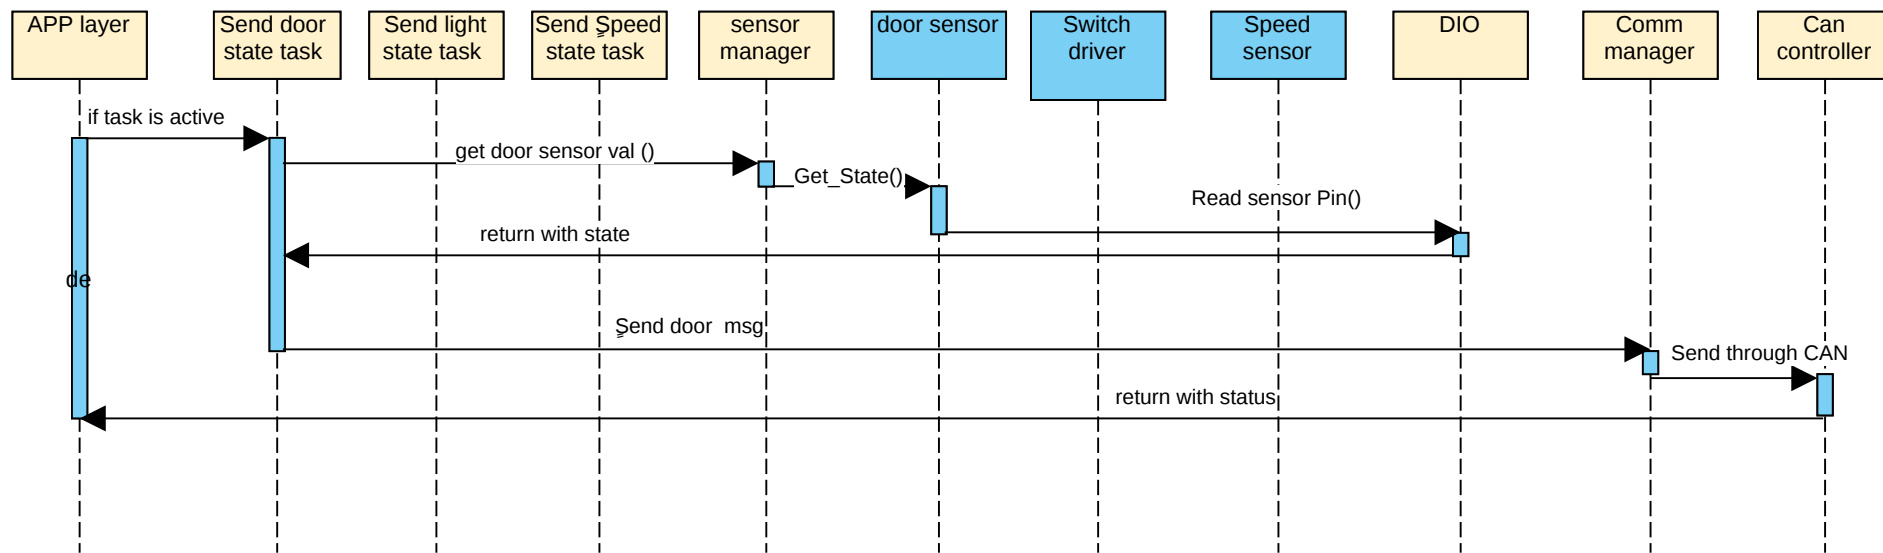 APP layer
Send door
state task
Send light
state task
Send Speed
state task
sensor
manager
door sensor
Switch
driver
Speed
sensor
DIO
Comm
manager
Can
controller
if task is active
get door sensor val ()
Get_State()
Read sensor Pin()
return with state
de
Send door  msg
Send through CAN
return with status